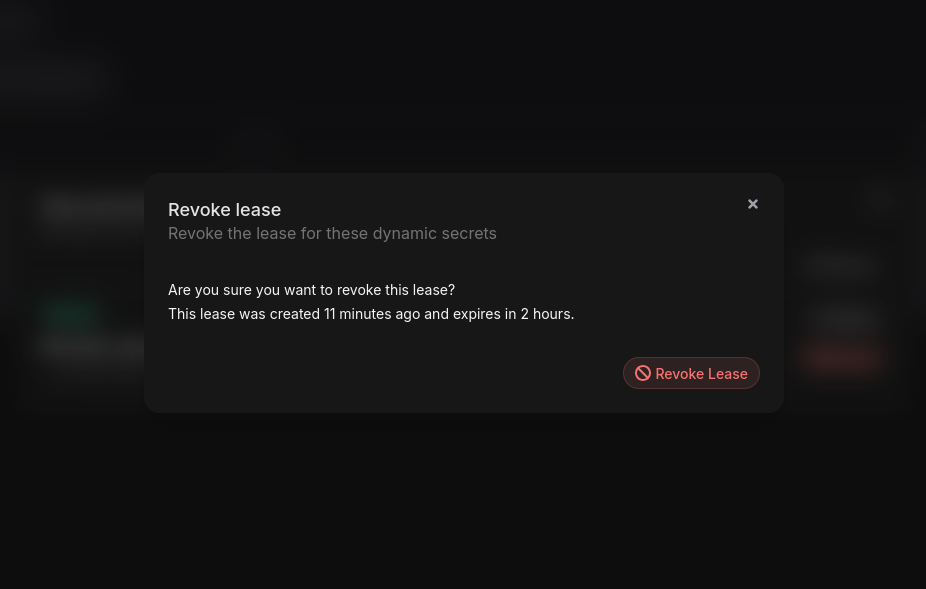 Revoke lease
Revoke the lease for these dynamic secrets
Are you sure you want to revoke this lease?
This lease was created 11 minutes ago and expires in 2 hours.
Revoke Lease